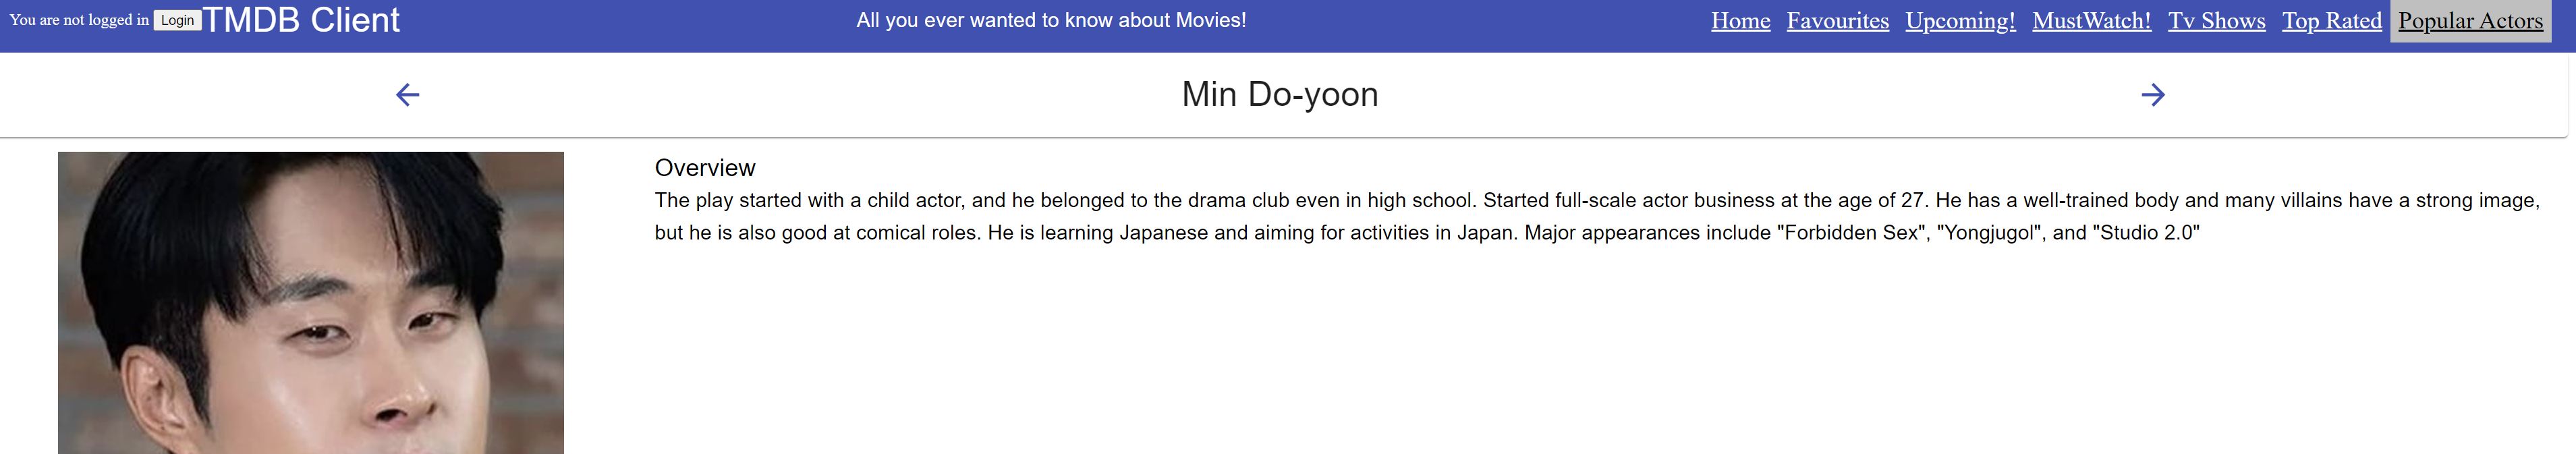 You are not logged in Login TMDB Client All you ever wanted to know about Movies! Home Favourites Upcoming! MustWatch! Tv Shows Top Rated Popular Actors
Min Do-yoon
Overview
The play started with a child actor, and he belonged to the drama club even in high school. Started full-scale actor business at the age of 27. He has a well-trained body and many villains have a strong image,
but he is also good at comical roles. He is learning Japanese and aiming for activities in Japan. Major appearances include "Forbidden Sex", "Yongjugol", and "Studio 2.0"